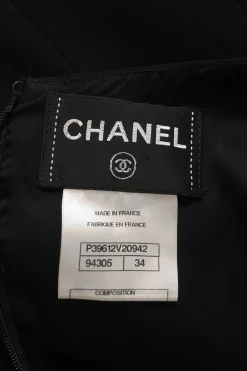 CHANEL
MADE IN FRANCE
FABRIQUE EN FRANCE
P39612V20942
94305 34
COMPOSITION